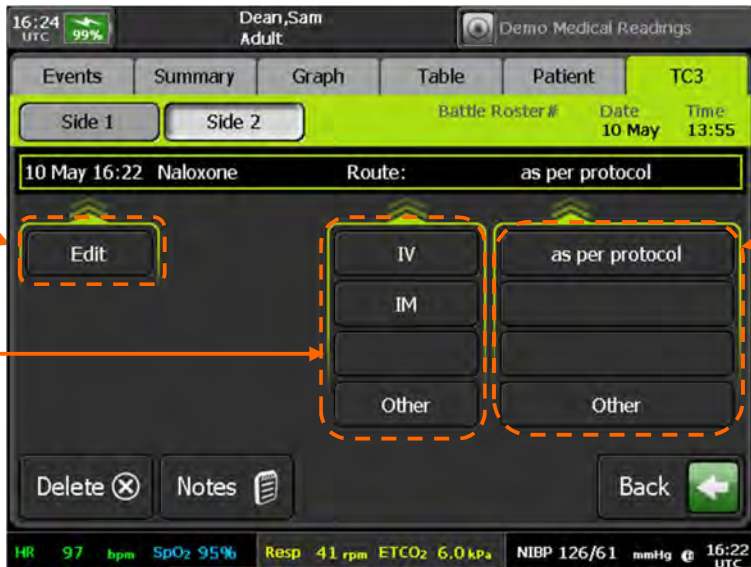 16:24 UTC 99% Dean,Sam Adult Demo Medical Readings
Events Summary Graph Table Patient TC3
Side 1 Side 2 Battle Roster# Date 10 May Time 13:55
10 May 16:22 Naloxone Route: as per protocol
Edit IV as per protocol
IM
Other Other
Delete Notes Back
HR 97 bpm SpO2 95% Resp 41 rpm ETCO2 6.0 kPa NIBP 126/61 mmHg @ 16:22 UTC